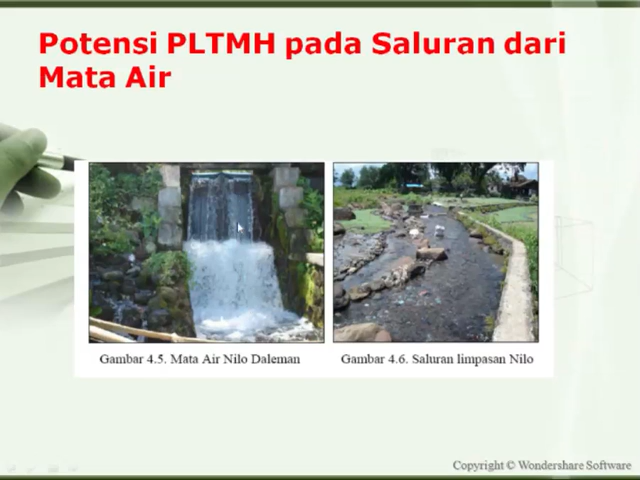 Potensi PLTMH pada Saluran dari
Mata Air
Gambar 4.5. Mata Air Nilo Daleman
Gambar 4.6. Saluran limpasan Nilo
Copyright © Wondershare Software